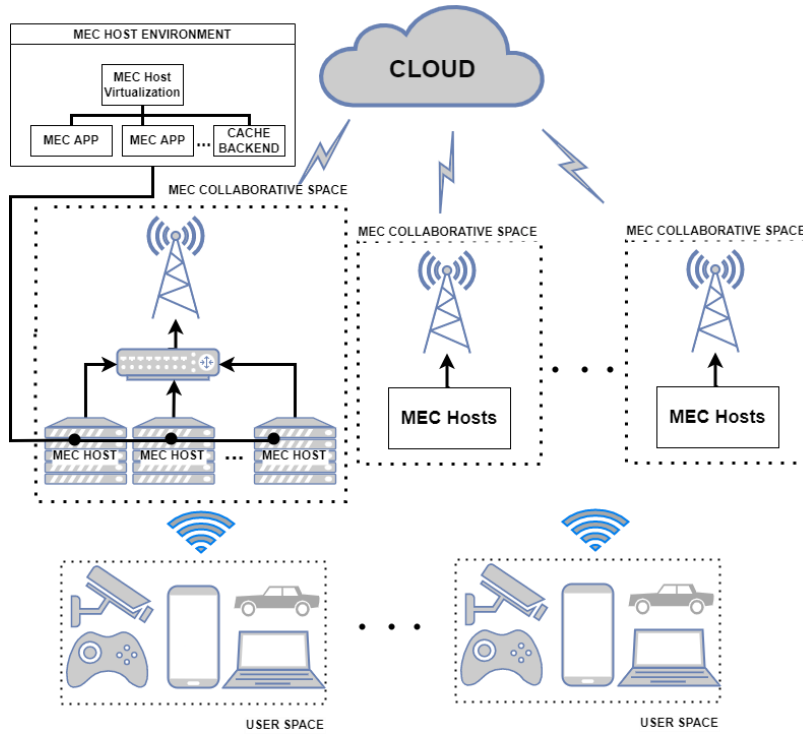 MEC HOST ENVIRONMENT
MEC Host
Virtualization
MEC APP
MEC APP
...
CACHE
BACKEND
CLOUD
MEC COLLABORATIVE SPACE
MEC COLLABORATIVE SPACE
MEC COLLABORATIVE SPACE
MEC HOST
MEC HOST
...
MEC HOST
MEC Hosts
. . .
MEC Hosts
. . .
USER SPACE
USER SPACE